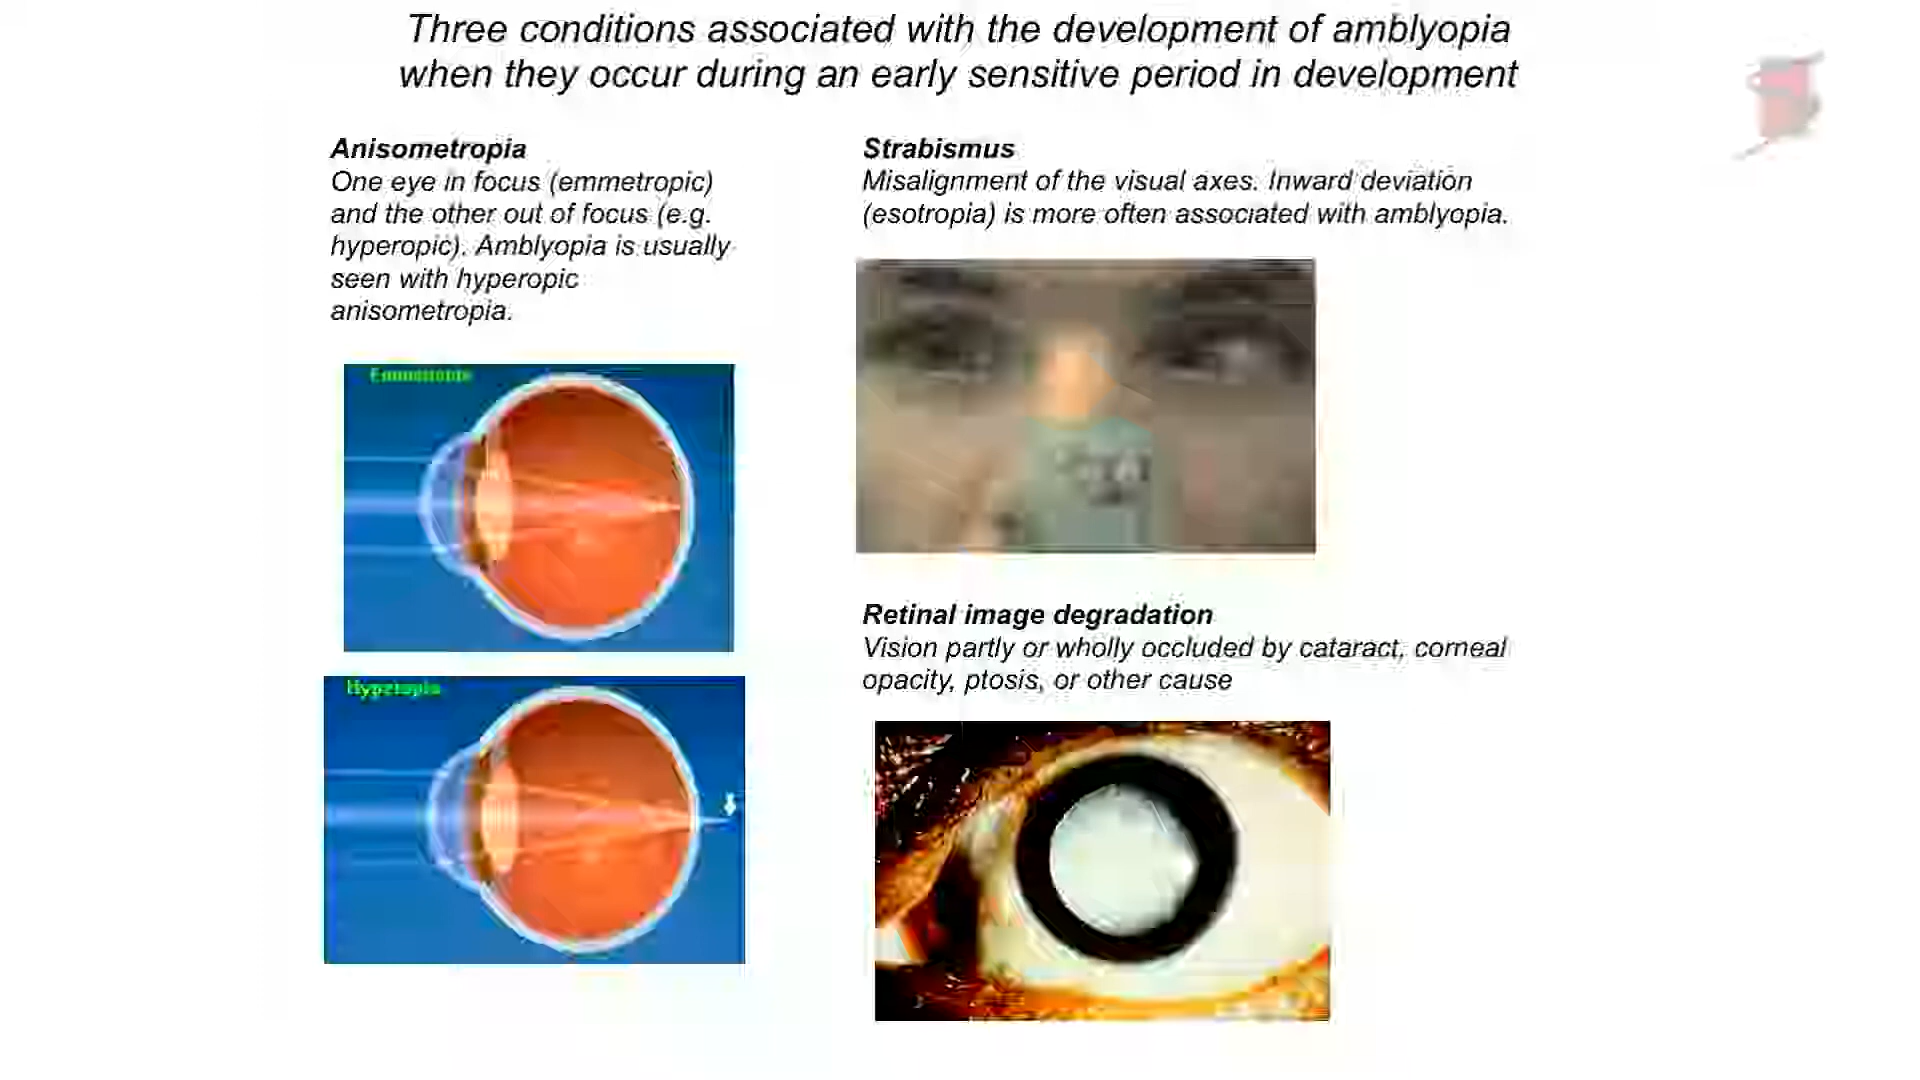 Three conditions associated with the development of amblyopia
when they occur during an early sensitive period in development
Anisometropia
One eye in focus (emmetropic)
and the other out of focus (e.g.
hyperopic). Amblyopia is usually
seen with hyperopic
anisometropia.
Strabismus
Misalignment of the visual axes. Inward deviation
(esotropia) is more often associated with amblyopia.
Hyperopia
Retinal image degradation
Vision partly or wholly occluded by cataract, corneal
opacity, ptosis, or other cause